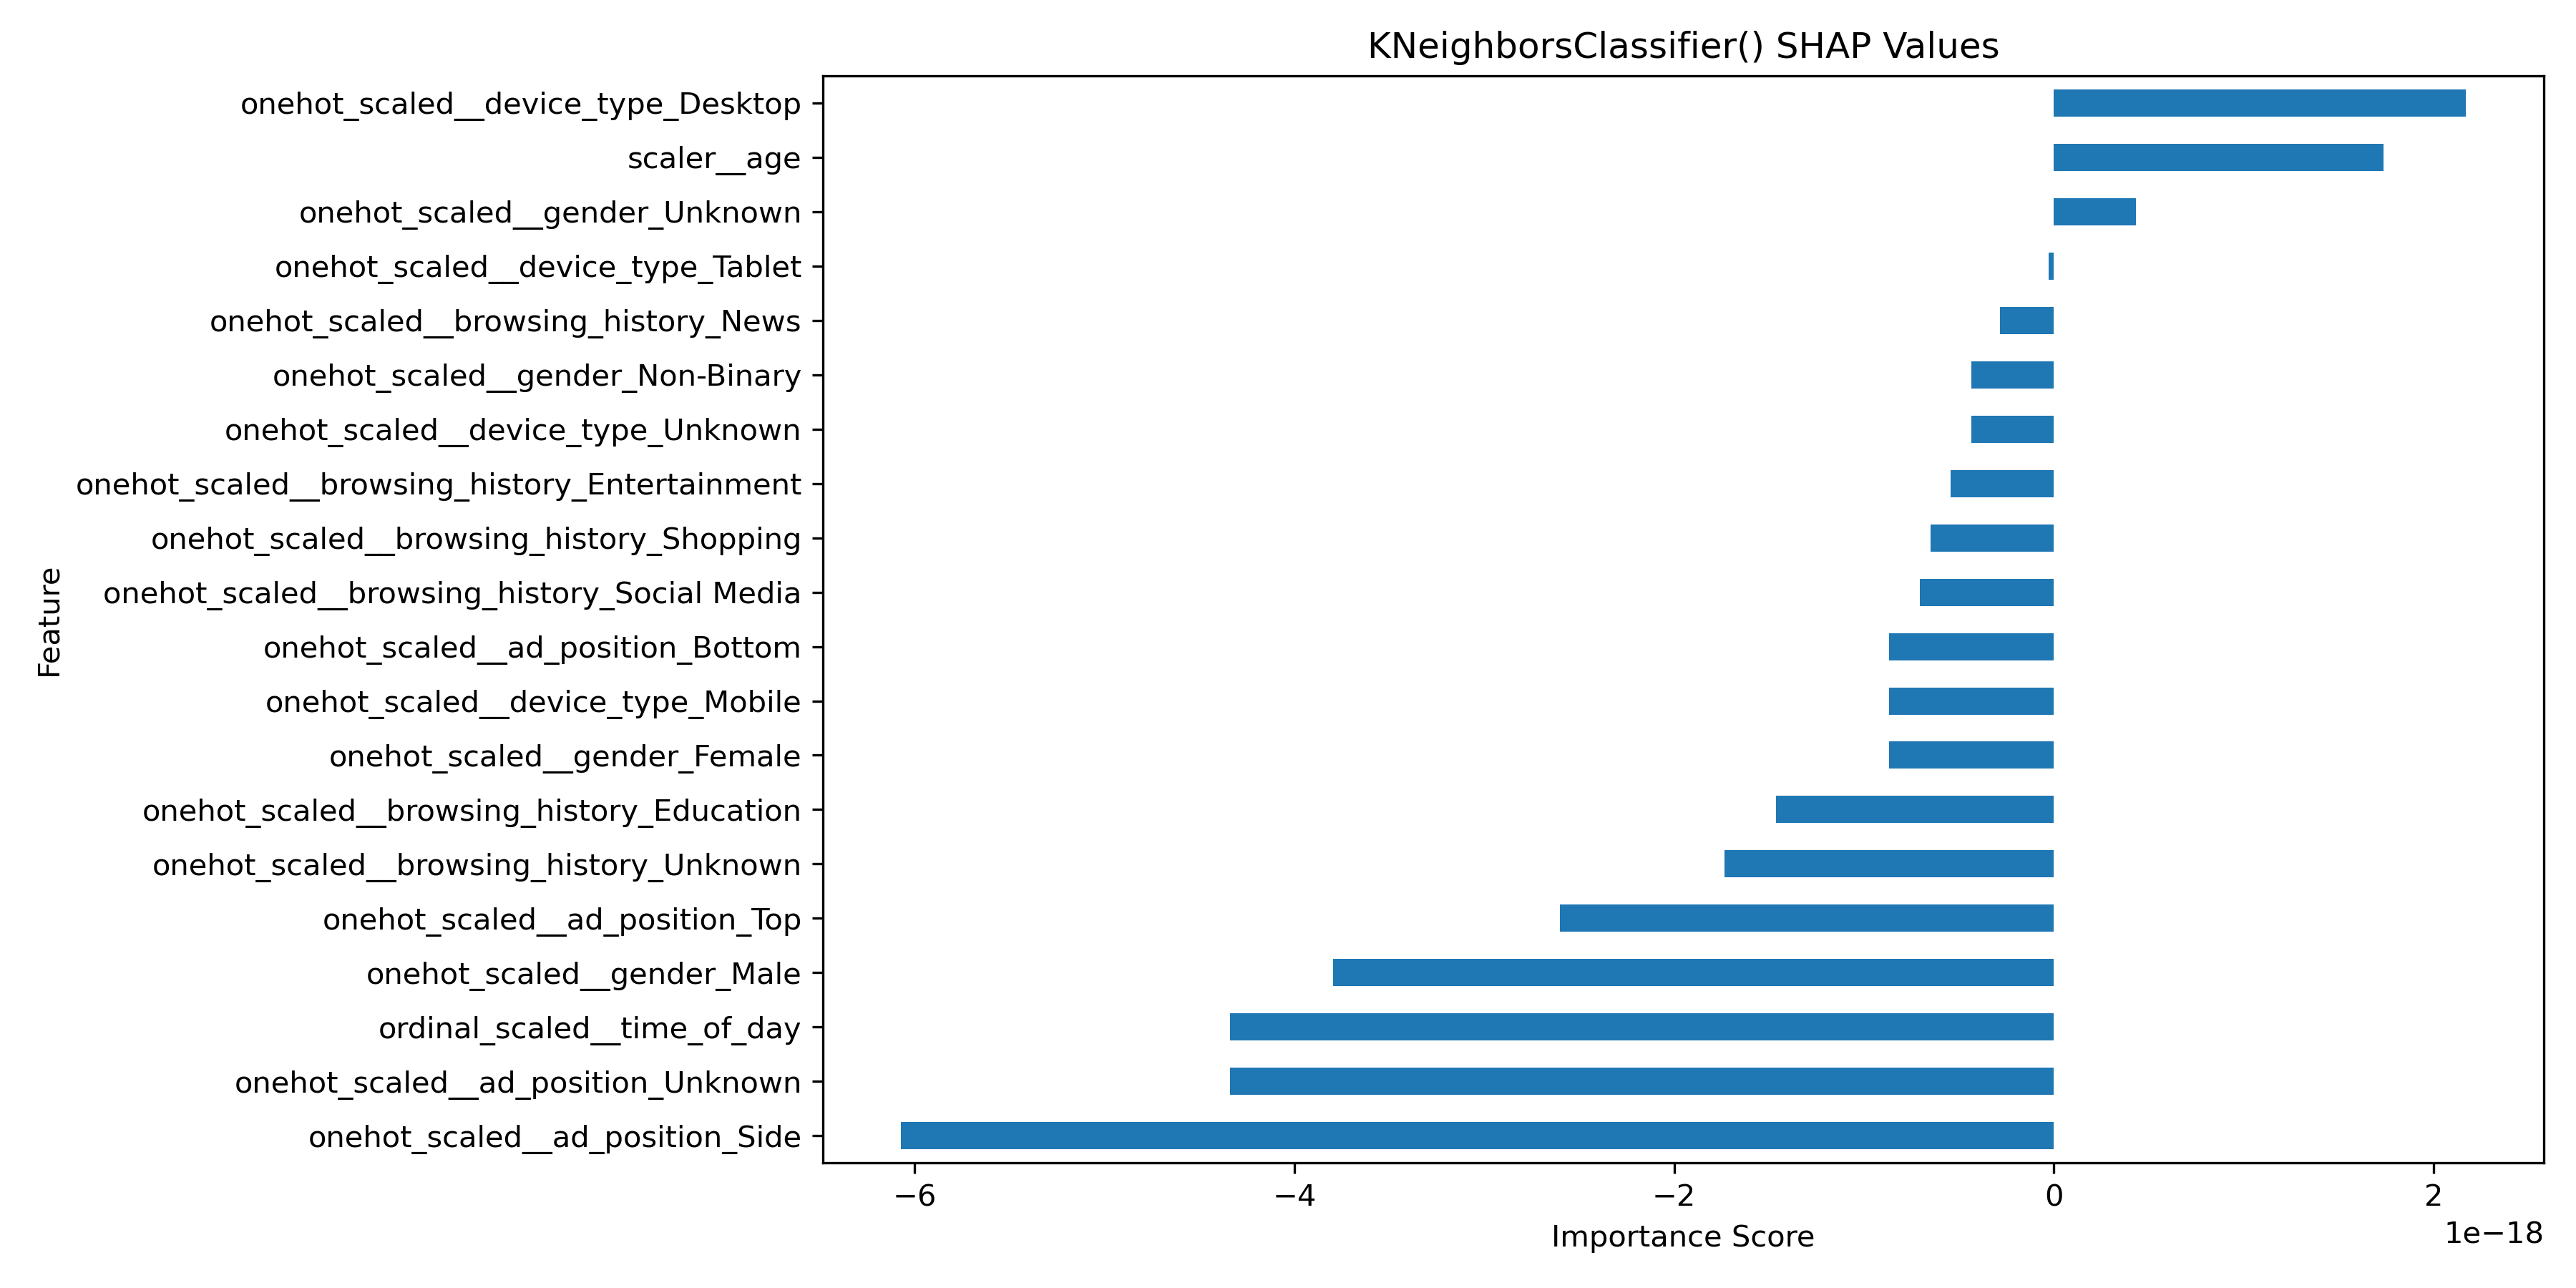 KNeighborsClassifier() SHAP Values
Feature
onehot_scaled__device_type_Desktop
scaler__age
onehot_scaled__gender_Unknown
onehot_scaled__device_type_Tablet
onehot_scaled__browsing_history_News
onehot_scaled__gender_Non-Binary
onehot_scaled__device_type_Unknown
onehot_scaled__browsing_history_Entertainment
onehot_scaled__browsing_history_Shopping
onehot_scaled__browsing_history_Social Media
onehot_scaled__ad_position_Bottom
onehot_scaled__device_type_Mobile
onehot_scaled__gender_Female
onehot_scaled__browsing_history_Education
onehot_scaled__browsing_history_Unknown
onehot_scaled__ad_position_Top
onehot_scaled__gender_Male
ordinal_scaled__time_of_day
onehot_scaled__ad_position_Unknown
onehot_scaled__ad_position_Side
−6 −4 −2 0 2
1e−18
Importance Score